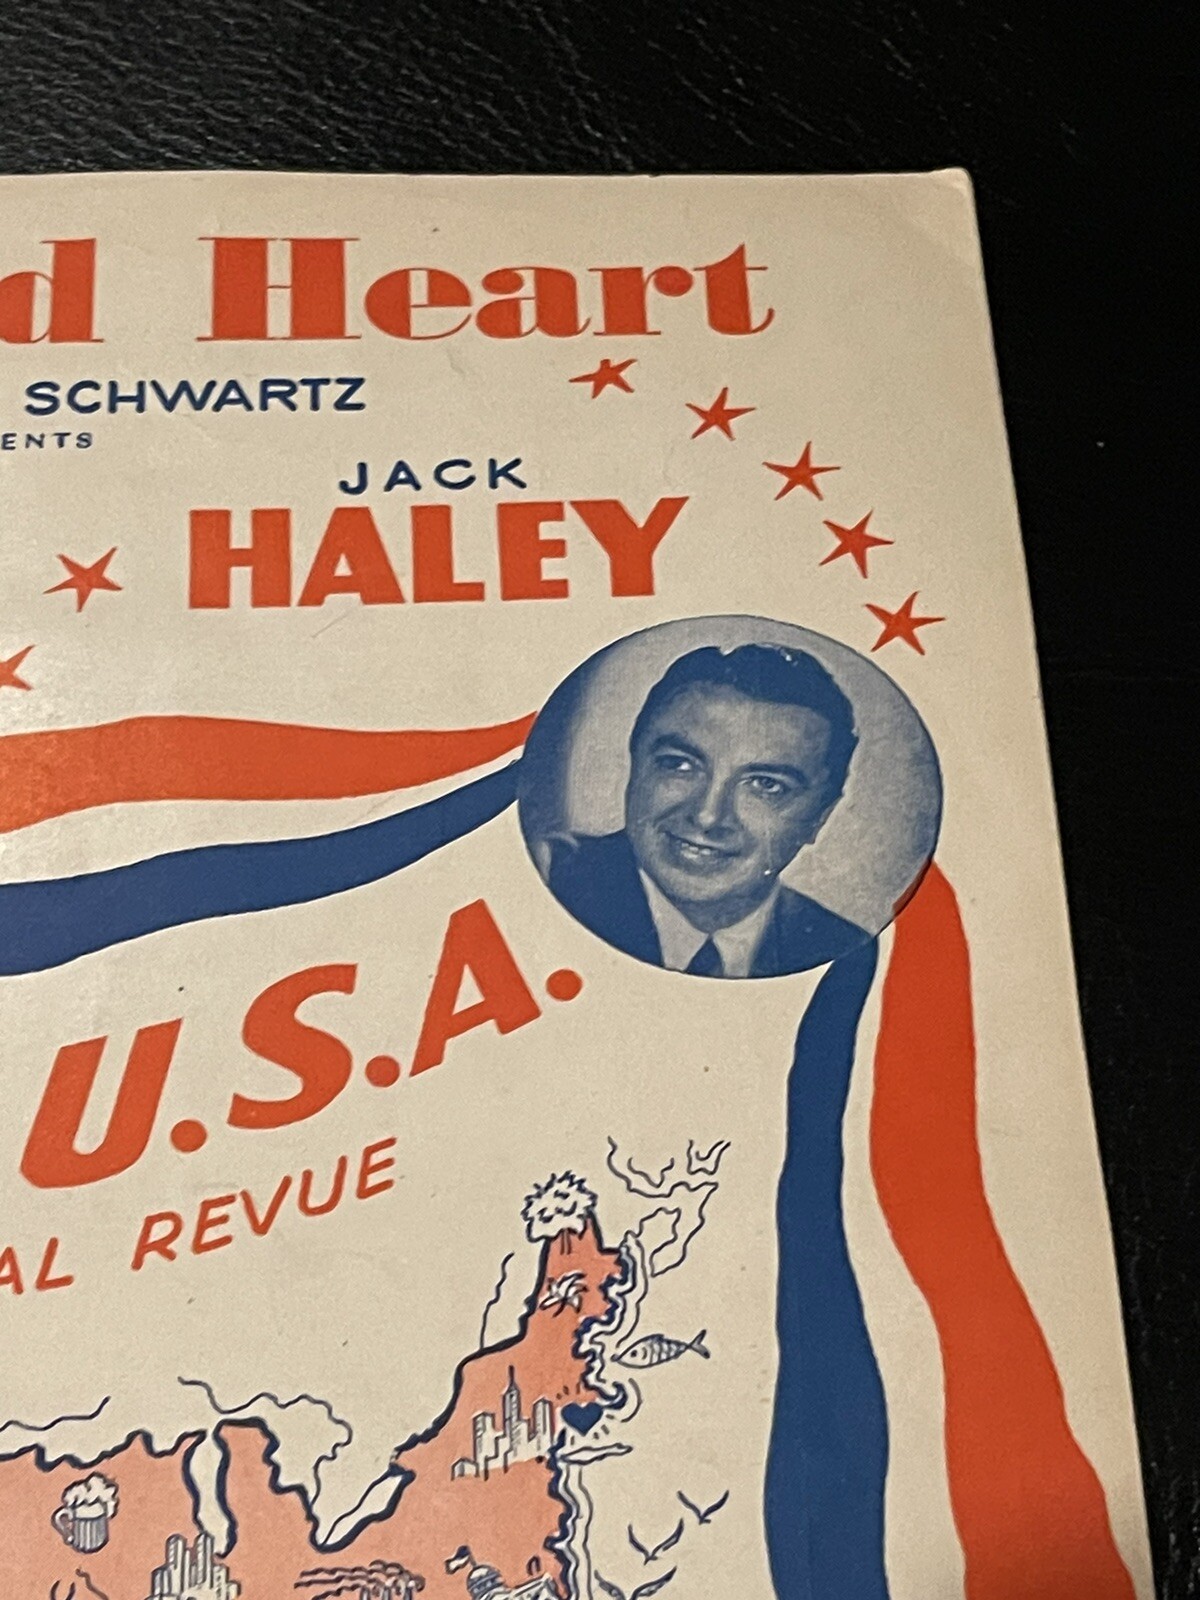 d Heart
SCHWARTZ
ENTS
JACK
HALEY
U.S.A.
AL REVUE